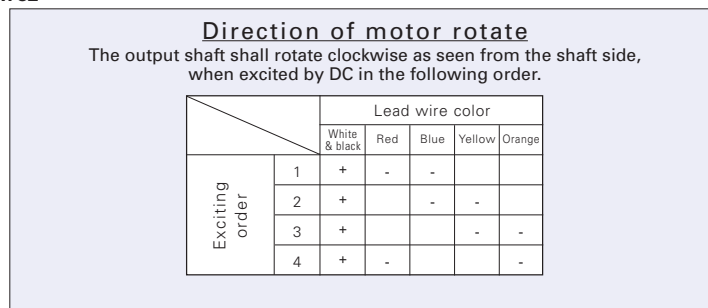 Direction of motor rotate
The output shaft shall rotate clockwise as seen from the shaft side,
when excited by DC in the following order.
Lead wire color
White & black Red Blue Yellow Orange
Exciting order
1 + - -
2 + - -
3 + - -
4 + - -